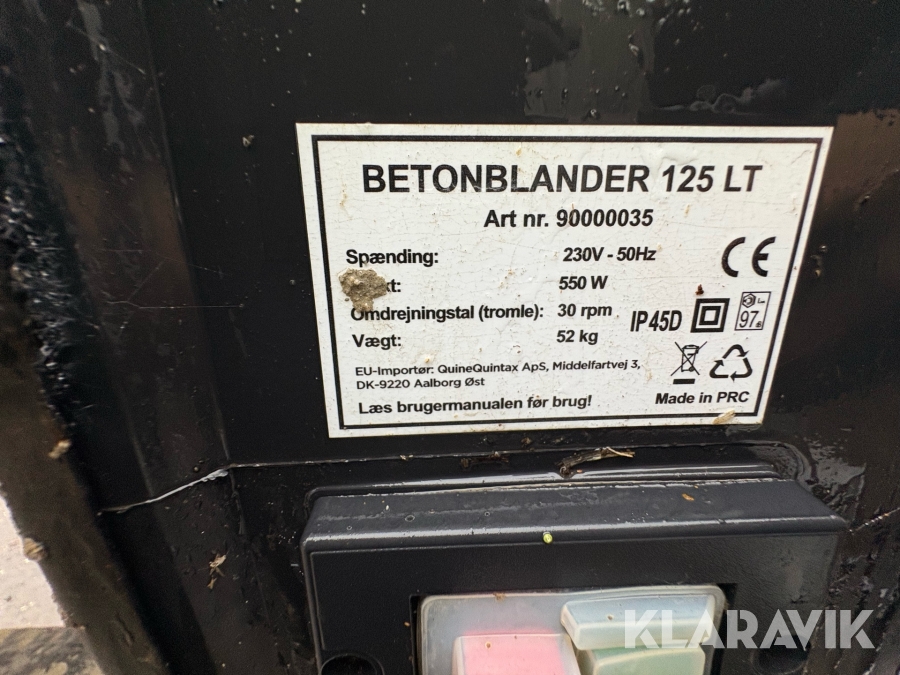 BETONBLANDER 125 LT
Art nr. 90000035
Spænding: 230V - 50Hz
550 W
Omdrejningstal (tromle): 30 rpm
Vægt: 52 kg
IP45D
97
EU-Importør: QuineQuintax ApS, Middelfartvej 3,
DK-9220 Aalborg Øst
Læs brugermanualen før brug!
Made in PRC
CE
KLARAVIK